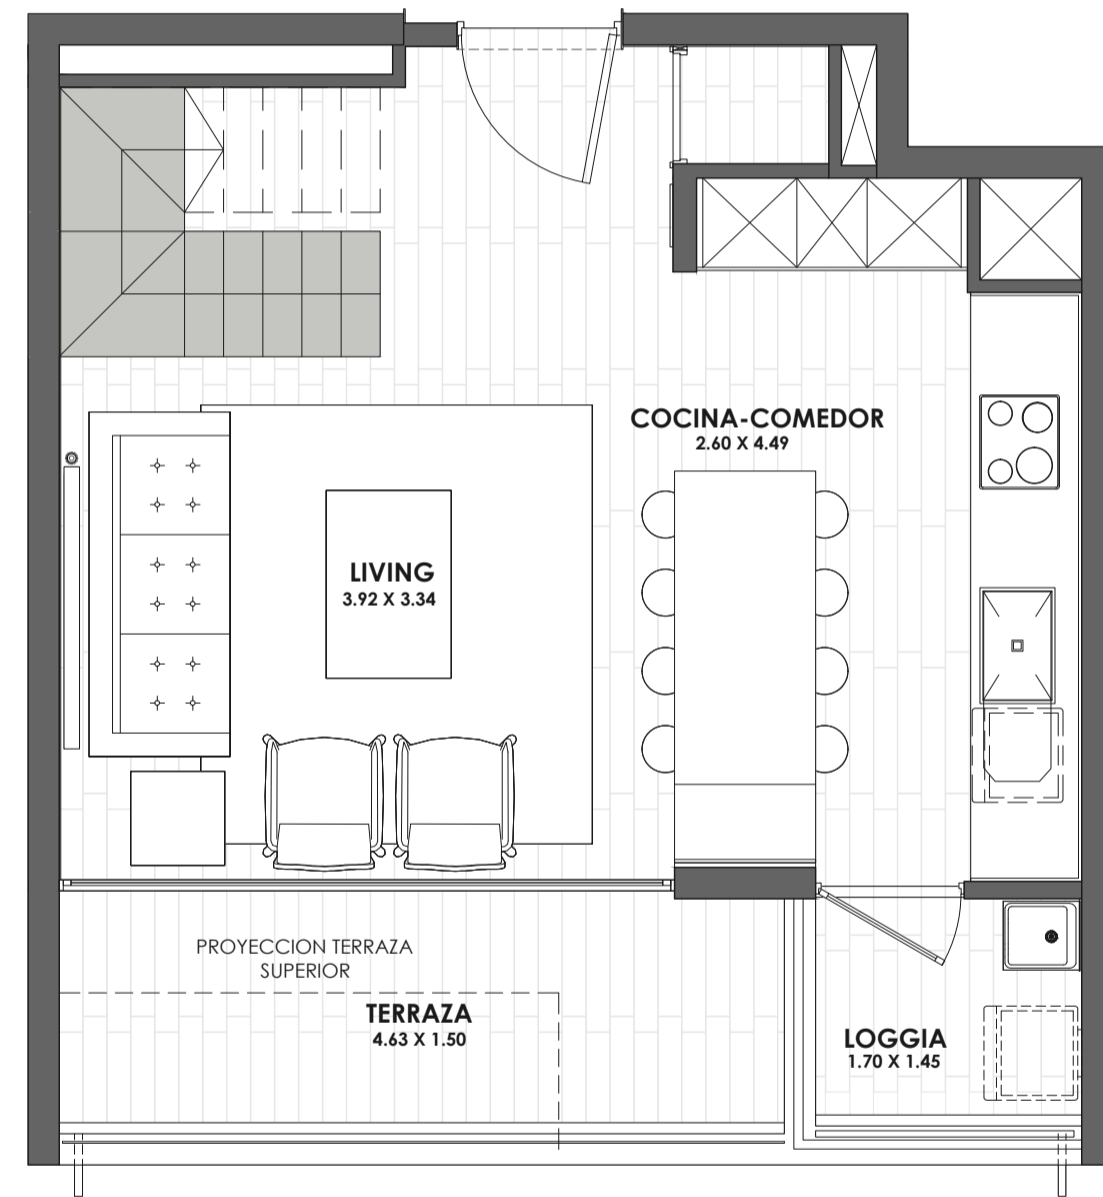 COCINA-COMEDOR
2.60 X 4.49
LIVING
3.92 X 3.34
PROYECCION TERRAZA
SUPERIOR
TERRAZA
4.63 X 1.50
LOGGIA
1.70 X 1.45